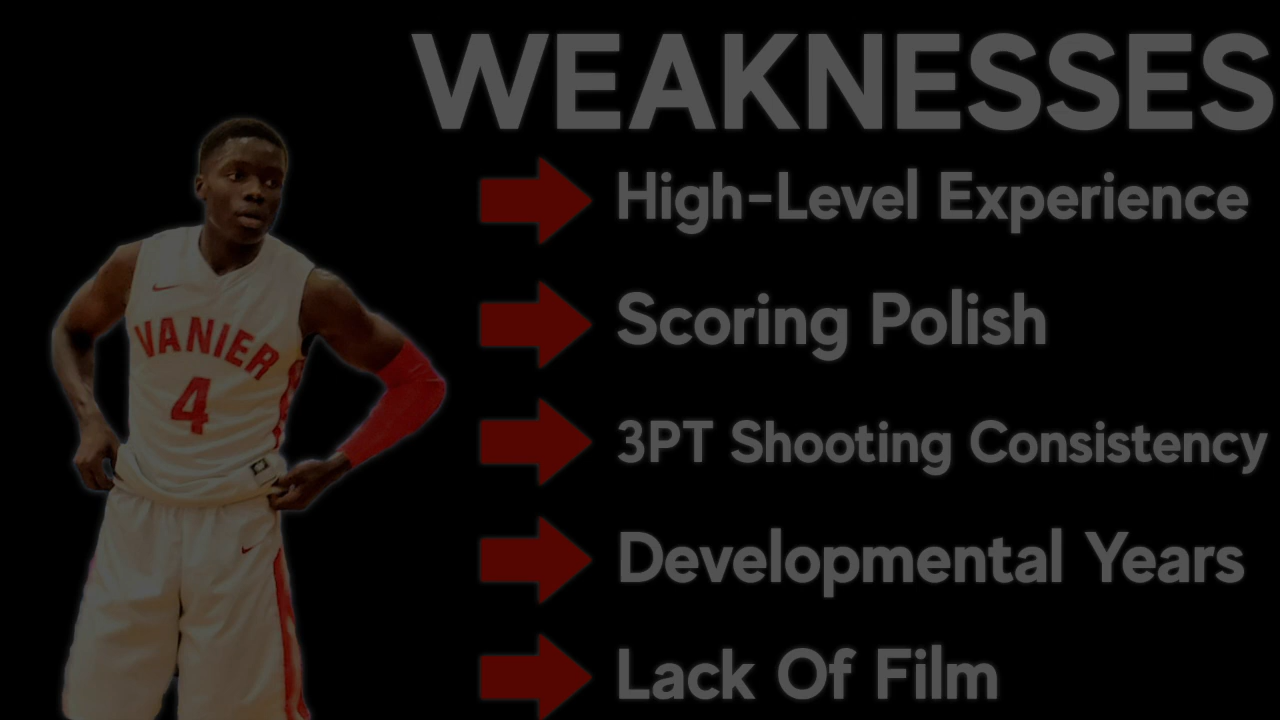 WEAKNESSES
High-Level Experience
Scoring Polish
3PT Shooting Consistency
Developmental Years
Lack Of Film
VANIER
4